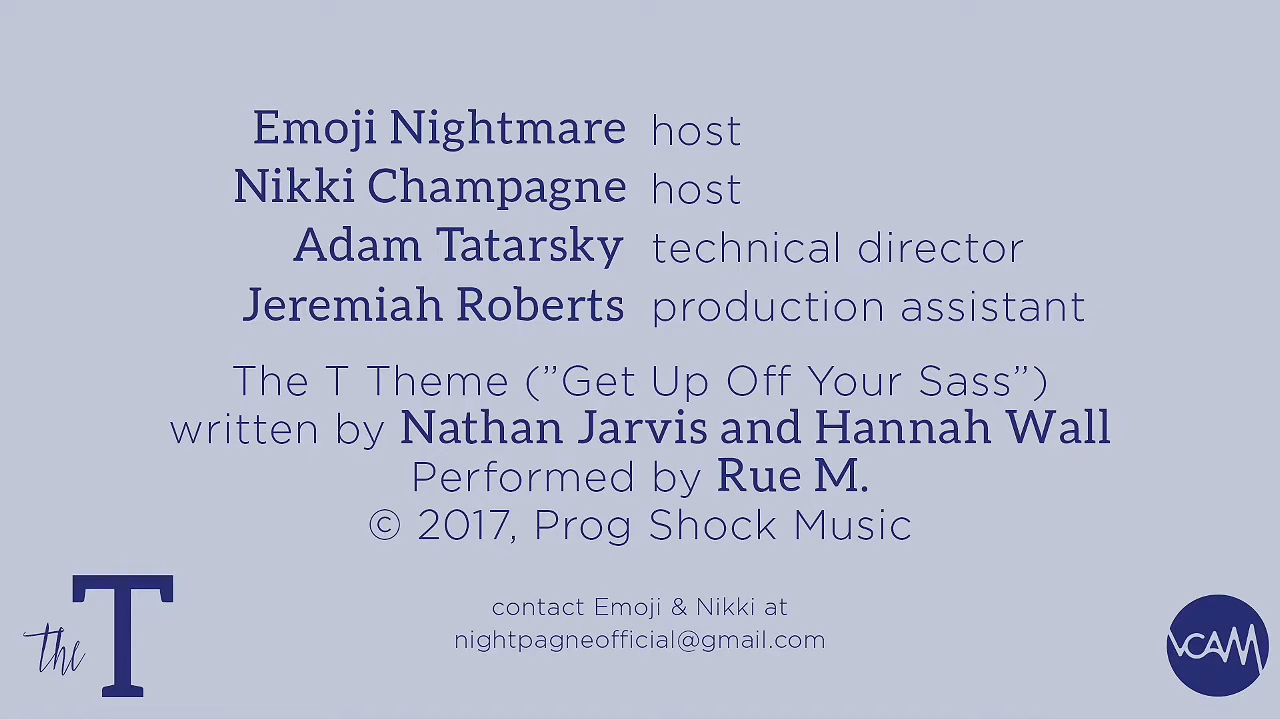 Emoji Nightmare host
Nikki Champagne host
Adam Tatarsky technical director
Jeremiah Roberts production assistant
The T Theme (”Get Up Off Your Sass”)
written by Nathan Jarvis and Hannah Wall
Performed by Rue M.
© 2017, Prog Shock Music
contact Emoji & Nikki at
nightpagneofficial@gmail.com
the T
VCAM